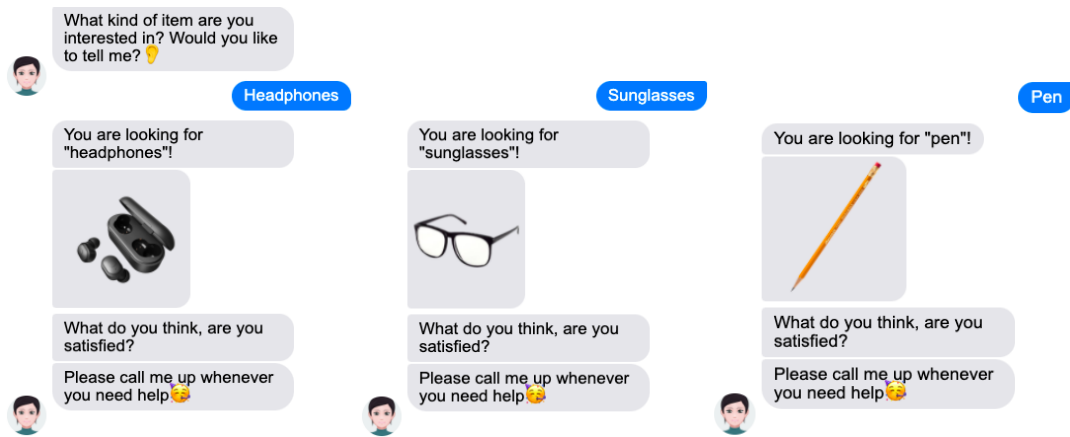 What kind of item are you
interested in? Would you like
to tell me?👂
Headphones
You are looking for
"headphones"!
What do you think, are you
satisfied?
Please call me up whenever
you need help🥳
Sunglasses
You are looking for
"sunglasses"!
What do you think, are you
satisfied?
Please call me up whenever
you need help🥳
Pen
You are looking for "pen"!
What do you think, are you
satisfied?
Please call me up whenever
you need help🥳